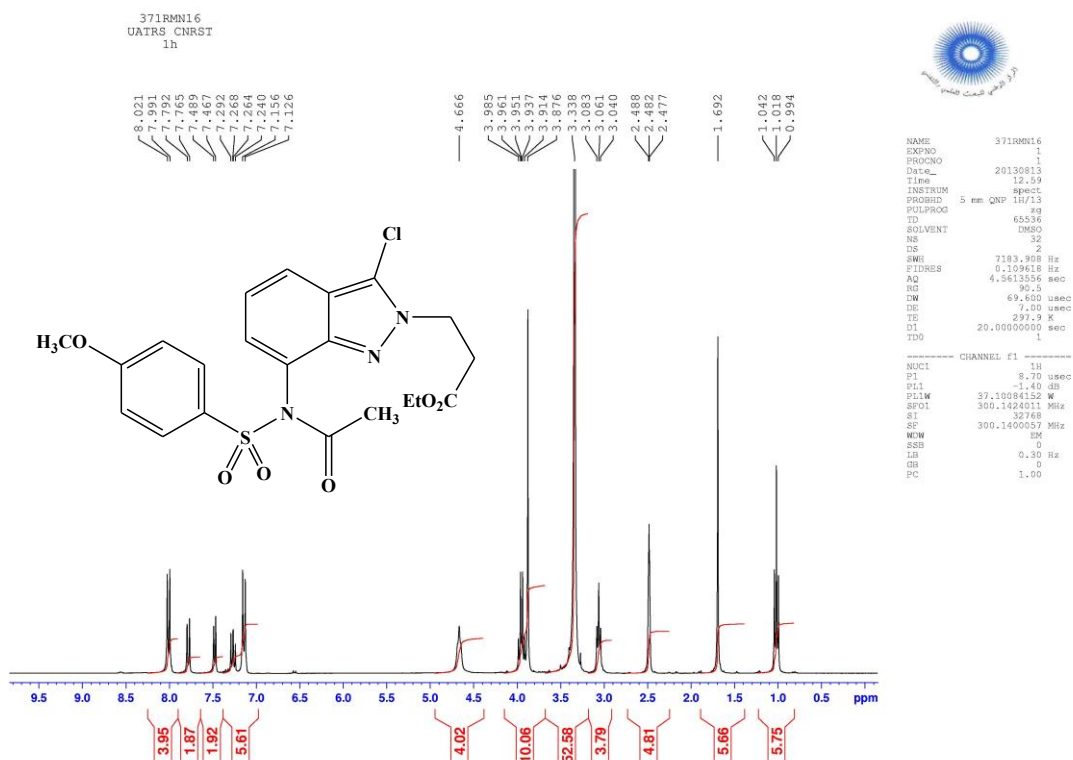 371RMN16
UATRS CNRST
1h
8.021
7.991
7.792
7.765
7.489
7.467
7.292
7.268
7.264
7.240
7.156
7.126
4.666
3.985
3.961
3.951
3.937
3.914
3.876
3.338
3.083
3.061
3.040
2.488
2.482
2.477
1.692
1.042
1.018
0.994
NAME 371RMN16
EXPNO 1
PROCNO 1
Date_ 20130813
Time 12.59
INSTRUM spect
PROBHD 5 mm QNP 1H/13
PULPROG zg
TD 65536
SOLVENT DMSO
NS 32
DS 2
SWH 7183.908 Hz
FIDRES 0.109618 Hz
AQ 4.5613556 sec
RG 90.5
DW 69.600 usec
DE 7.00 usec
TE 297.9 K
D1 20.00000000 sec
TD0 1
======== CHANNEL f1 ========
NUC1 1H
P1 8.70 usec
PL1 -1.40 dB
PL1W 37.10084152 W
SFO1 300.1424011 MHz
SI 32768
SF 300.1400057 MHz
WDW EM
SSB 0
LB 0.30 Hz
GB 0
PC 1.00
Cl
N
N
H₃CO
EtO₂C
N
CH₃
S
O
O
O
9.5 9.0 8.5 8.0 7.5 7.0 6.5 6.0 5.5 5.0 4.5 4.0 3.5 3.0 2.5 2.0 1.5 1.0 0.5 ppm
3.95
1.87
1.92
5.61
4.02
10.06
52.58
3.79
4.81
5.66
5.75